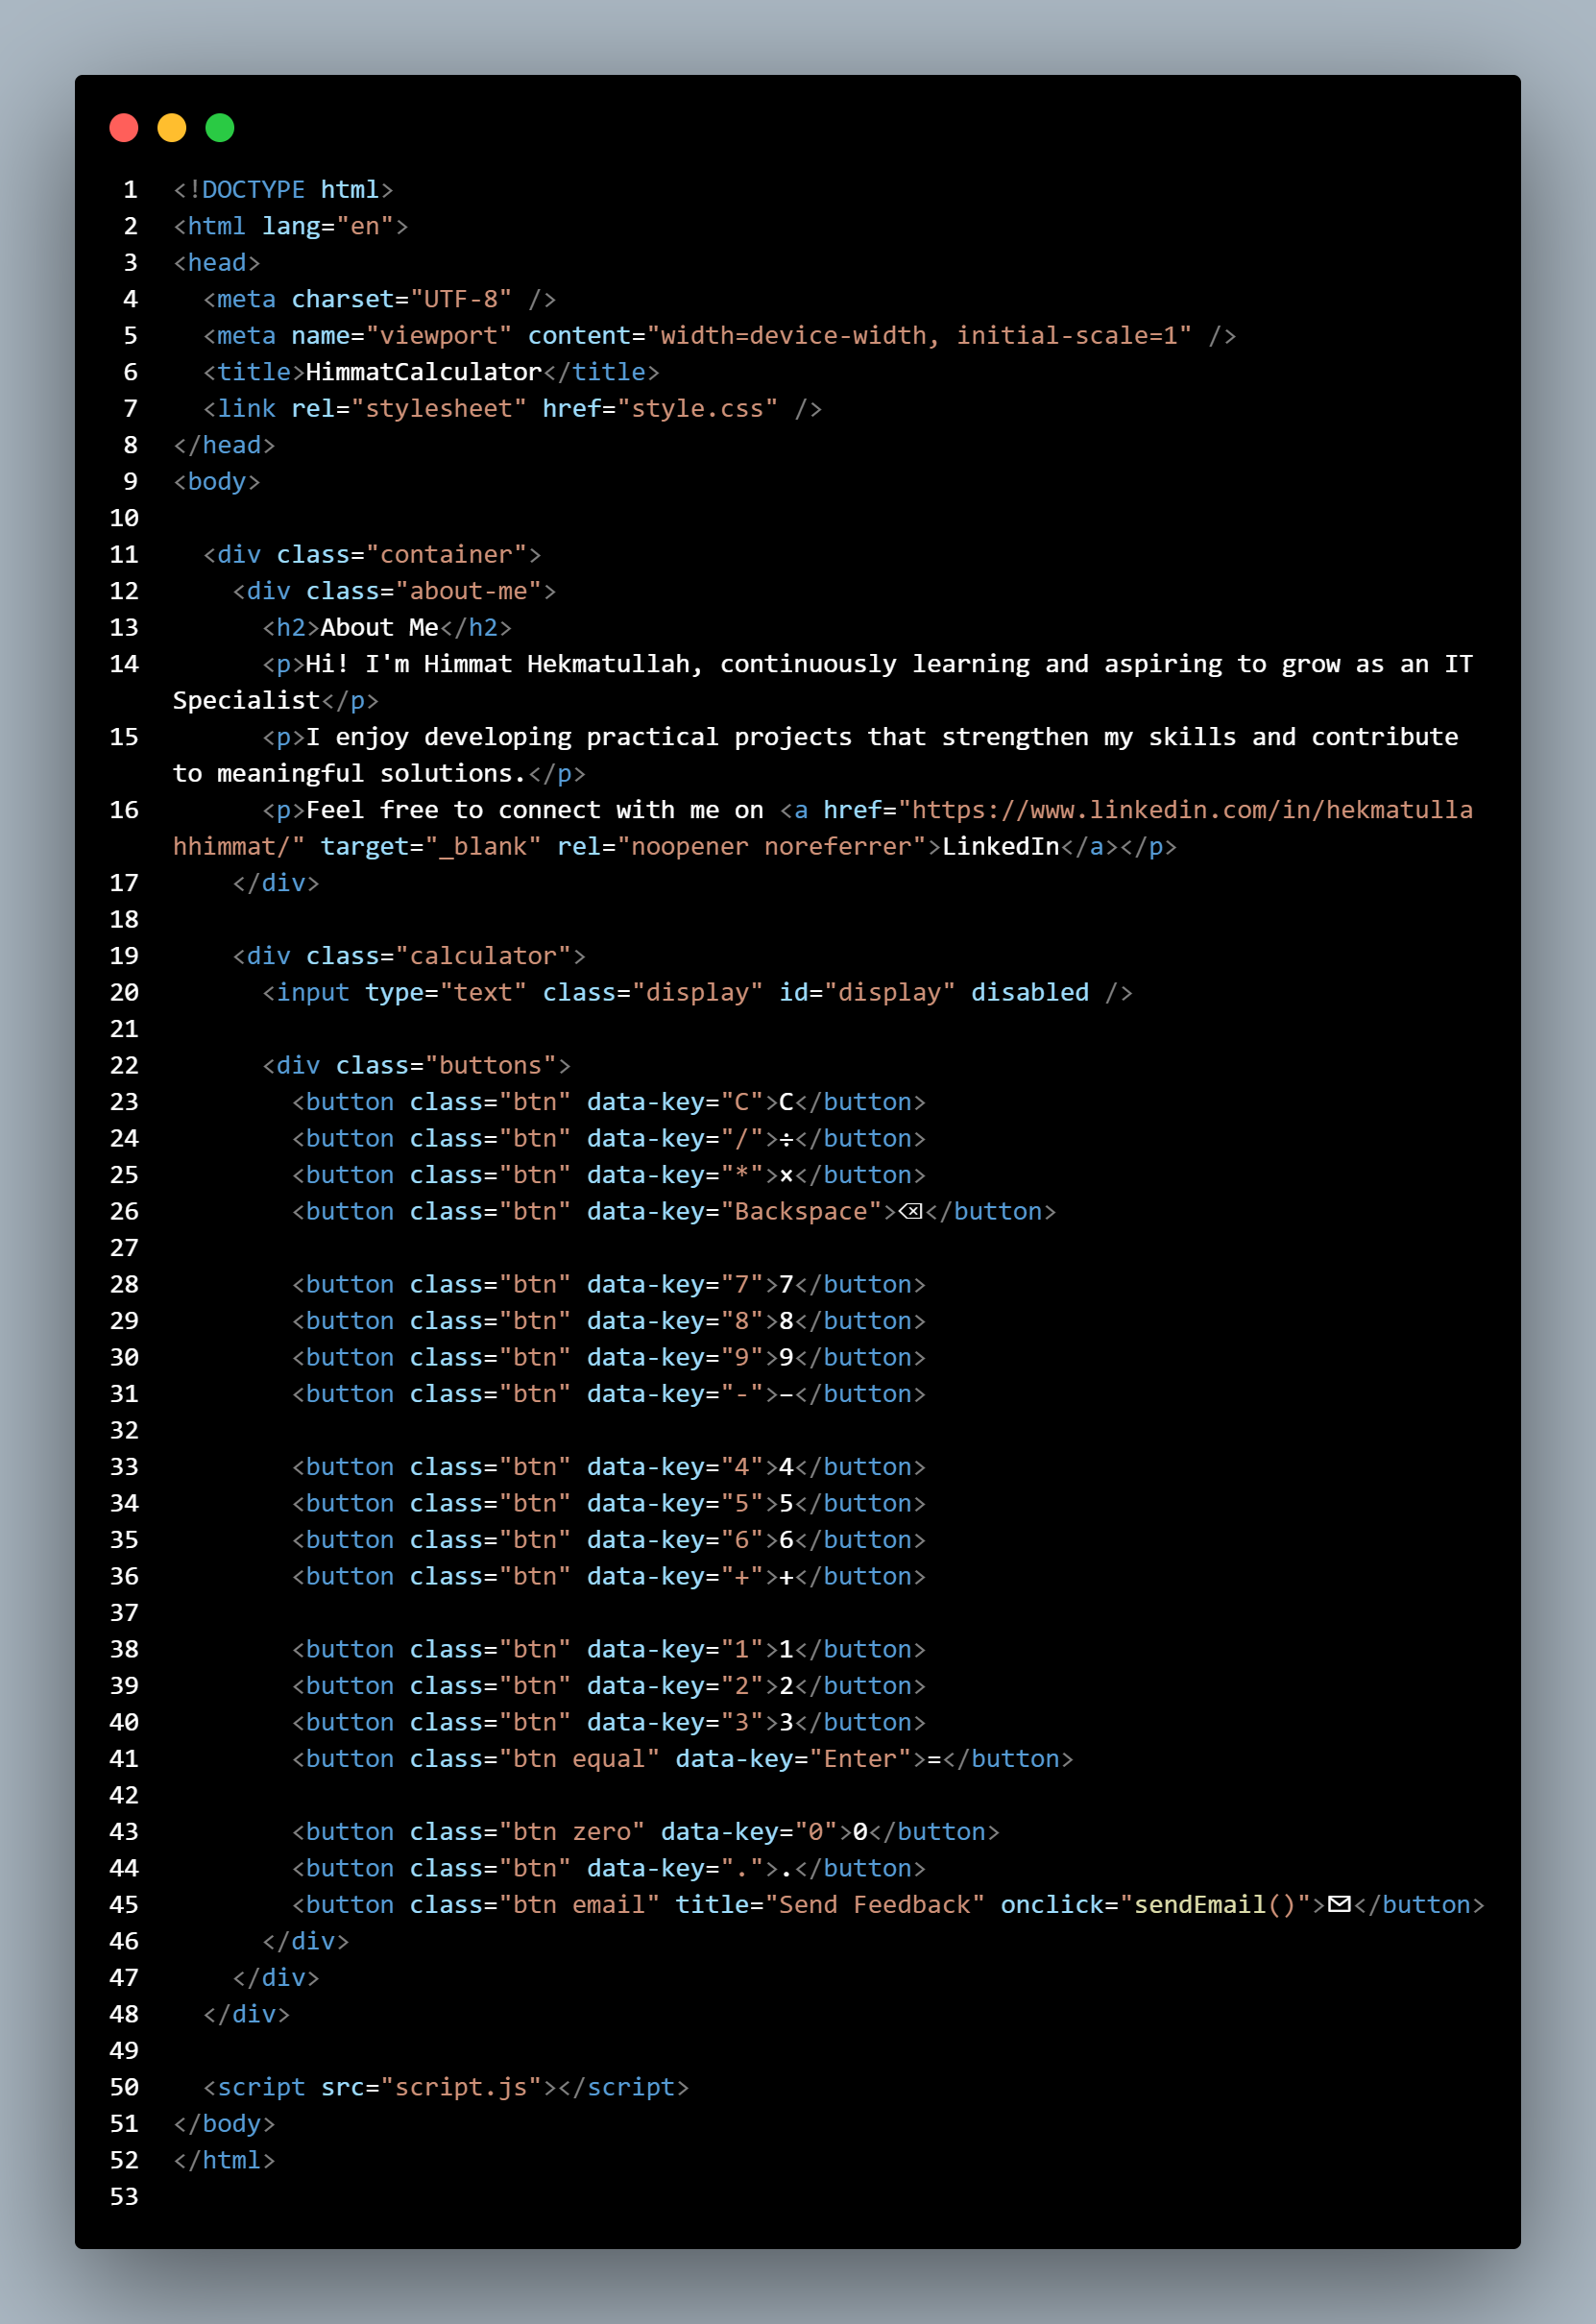 1 <!DOCTYPE html>
2 <html lang="en">
3 <head>
4   <meta charset="UTF-8" />
5   <meta name="viewport" content="width=device-width, initial-scale=1" />
6   <title>HimmatCalculator</title>
7   <link rel="stylesheet" href="style.css" />
8 </head>
9 <body>
10
11   <div class="container">
12     <div class="about-me">
13       <h2>About Me</h2>
14       <p>Hi! I'm Himmat Hekmatullah, continuously learning and aspiring to grow as an IT
Specialist</p>
15       <p>I enjoy developing practical projects that strengthen my skills and contribute
to meaningful solutions.</p>
16       <p>Feel free to connect with me on <a href="https://www.linkedin.com/in/hekmatulla
hhimmat/" target="_blank" rel="noopener noreferrer">LinkedIn</a></p>
17     </div>
18
19     <div class="calculator">
20       <input type="text" class="display" id="display" disabled />
21
22       <div class="buttons">
23         <button class="btn" data-key="C">C</button>
24         <button class="btn" data-key="/">÷</button>
25         <button class="btn" data-key="*">×</button>
26         <button class="btn" data-key="Backspace">⌫</button>
27
28         <button class="btn" data-key="7">7</button>
29         <button class="btn" data-key="8">8</button>
30         <button class="btn" data-key="9">9</button>
31         <button class="btn" data-key="-">−</button>
32
33         <button class="btn" data-key="4">4</button>
34         <button class="btn" data-key="5">5</button>
35         <button class="btn" data-key="6">6</button>
36         <button class="btn" data-key="+">+</button>
37
38         <button class="btn" data-key="1">1</button>
39         <button class="btn" data-key="2">2</button>
40         <button class="btn" data-key="3">3</button>
41         <button class="btn equal" data-key="Enter">=</button>
42
43         <button class="btn zero" data-key="0">0</button>
44         <button class="btn" data-key=".">.</button>
45         <button class="btn email" title="Send Feedback" onclick="sendEmail()">✉</button>
46       </div>
47     </div>
48   </div>
49
50   <script src="script.js"></script>
51 </body>
52 </html>
53